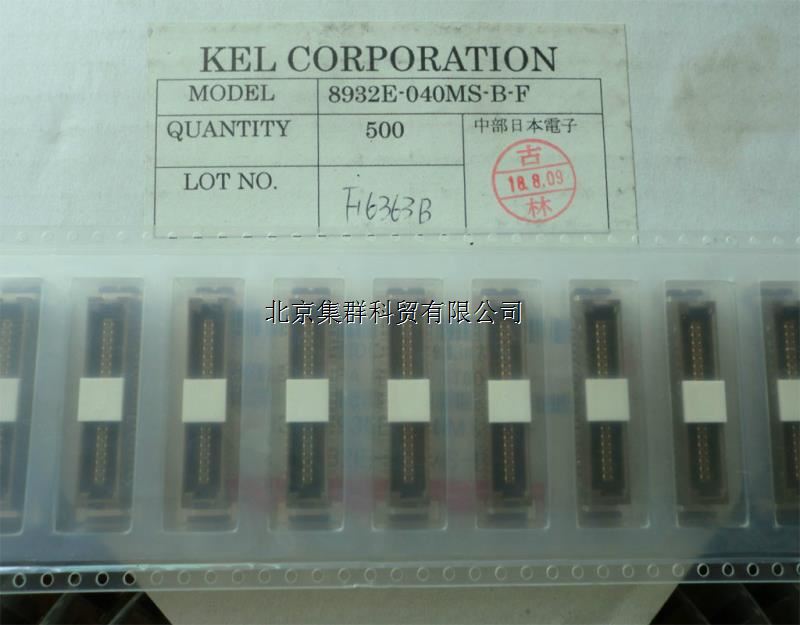 KEL CORPORATION
MODEL 8932E-040MS-B-F
QUANTITY 500 中部日本電子
LOT NO. F16363B
吉
18.8.09
林
北京集群科贸有限公司